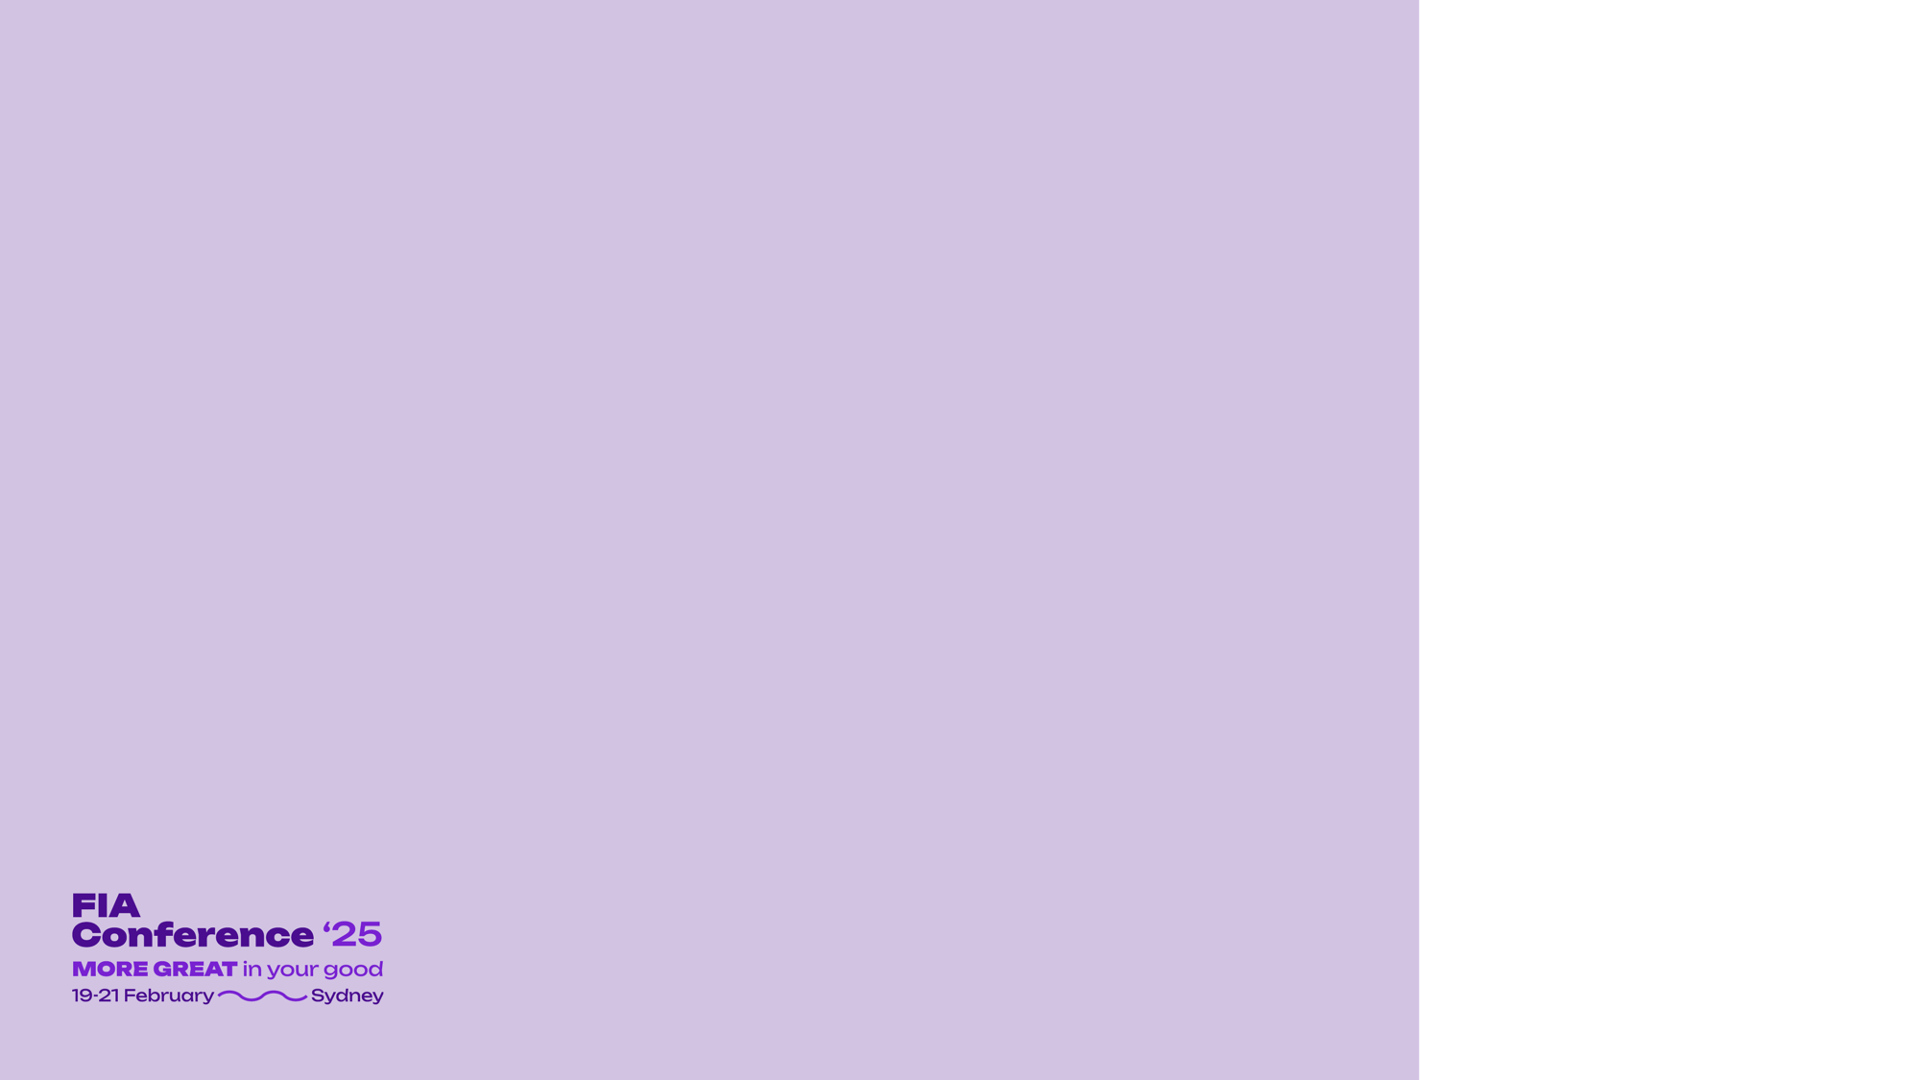 FIA
Conference ‘25
MORE GREAT in your good
19-21 February Sydney